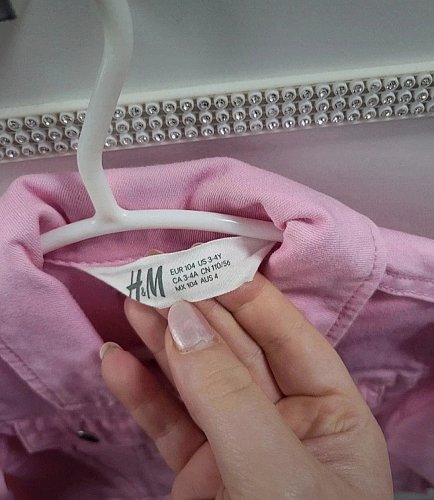 H&M
EUR 104 US 3-4Y
CA 3-4A CN 110/56
MX 104 AUS 4